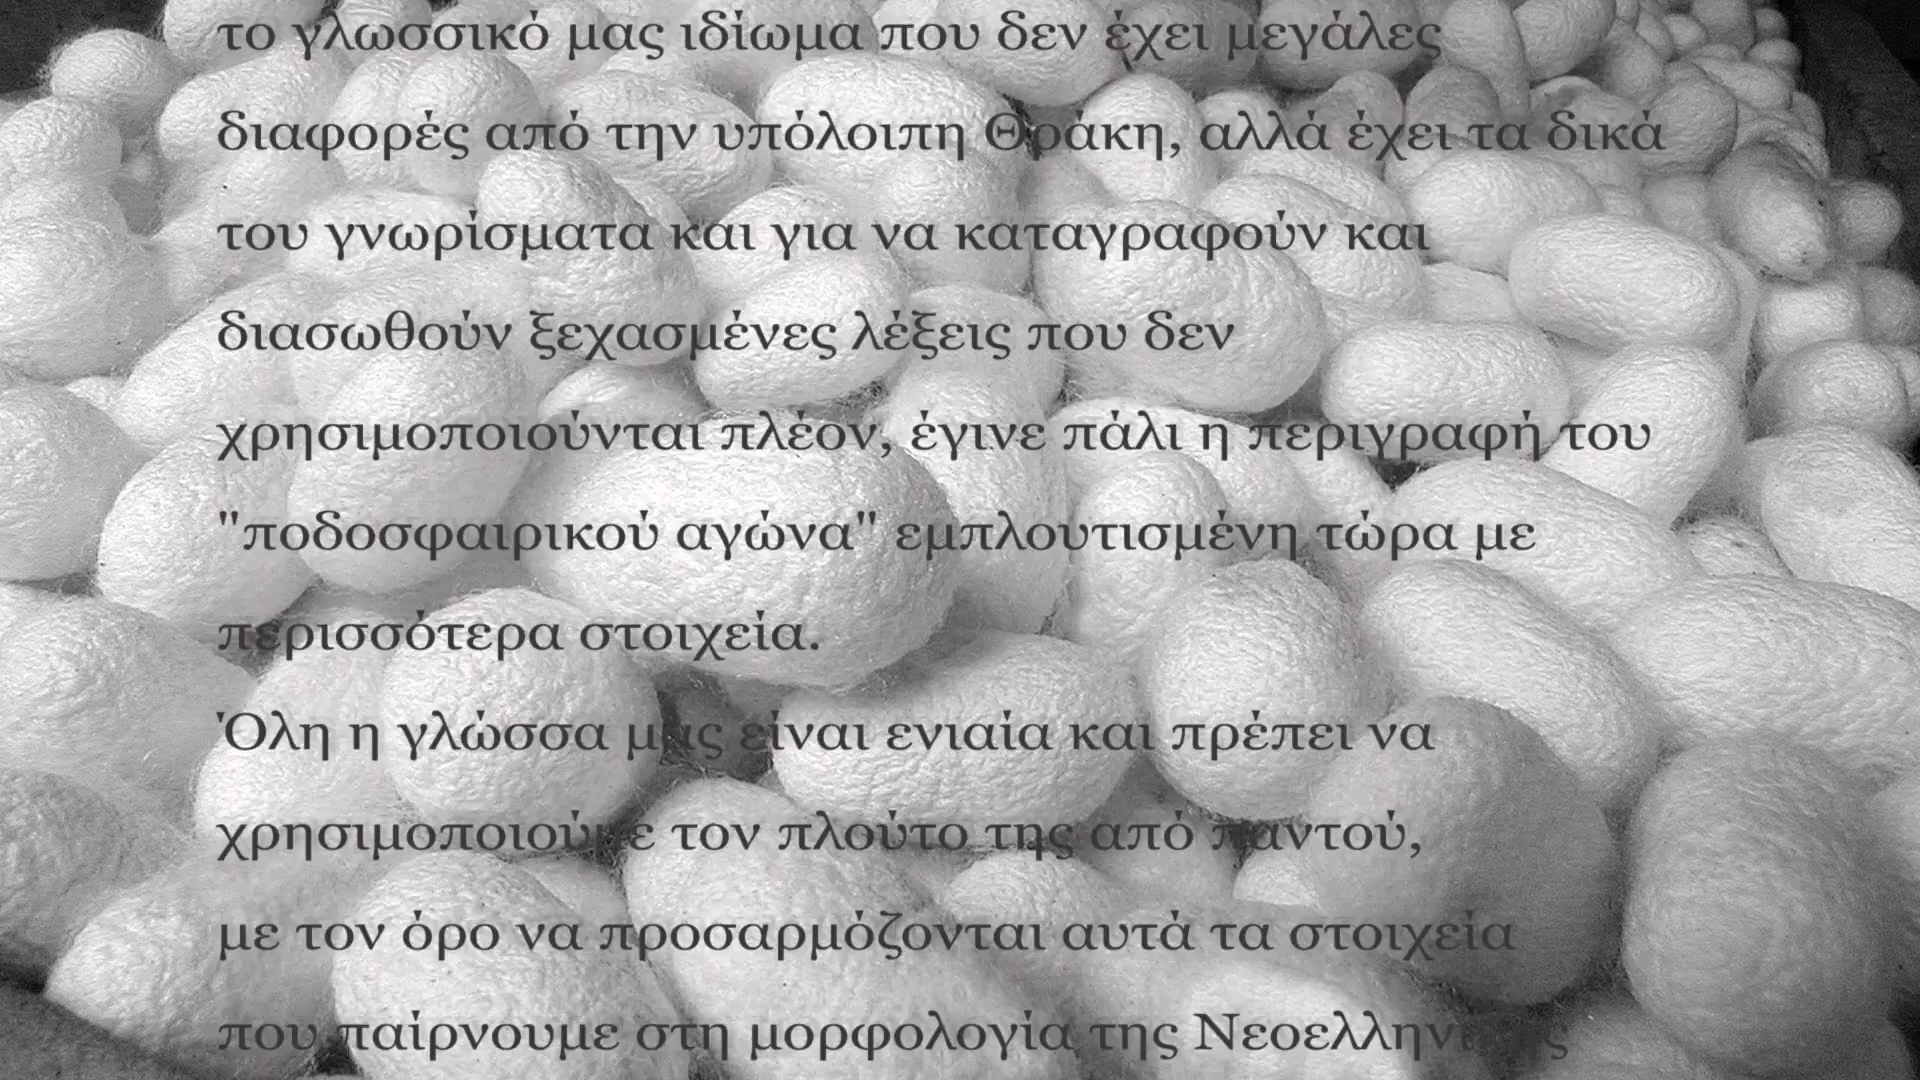 το γλωσσικό μας ιδίωμα που δεν έχει μεγάλες
διαφορές από την υπόλοιπη Θράκη, αλλά έχει τα δικά
του γνωρίσματα και για να καταγραφούν και
διασωθούν ξεχασμένες λέξεις που δεν
χρησιμοποιούνται πλέον, έγινε πάλι η περιγραφή του
"ποδοσφαιρικού αγώνα" εμπλουτισμένη τώρα με
περισσότερα στοιχεία.
Όλη η γλώσσα μας είναι ενιαία και πρέπει να
χρησιμοποιούμε τον πλούτο της από παντού,
με τον όρο να προσαρμόζονται αυτά τα στοιχεία
που παίρνουμε στη μορφολογία της Νεοελληνικής